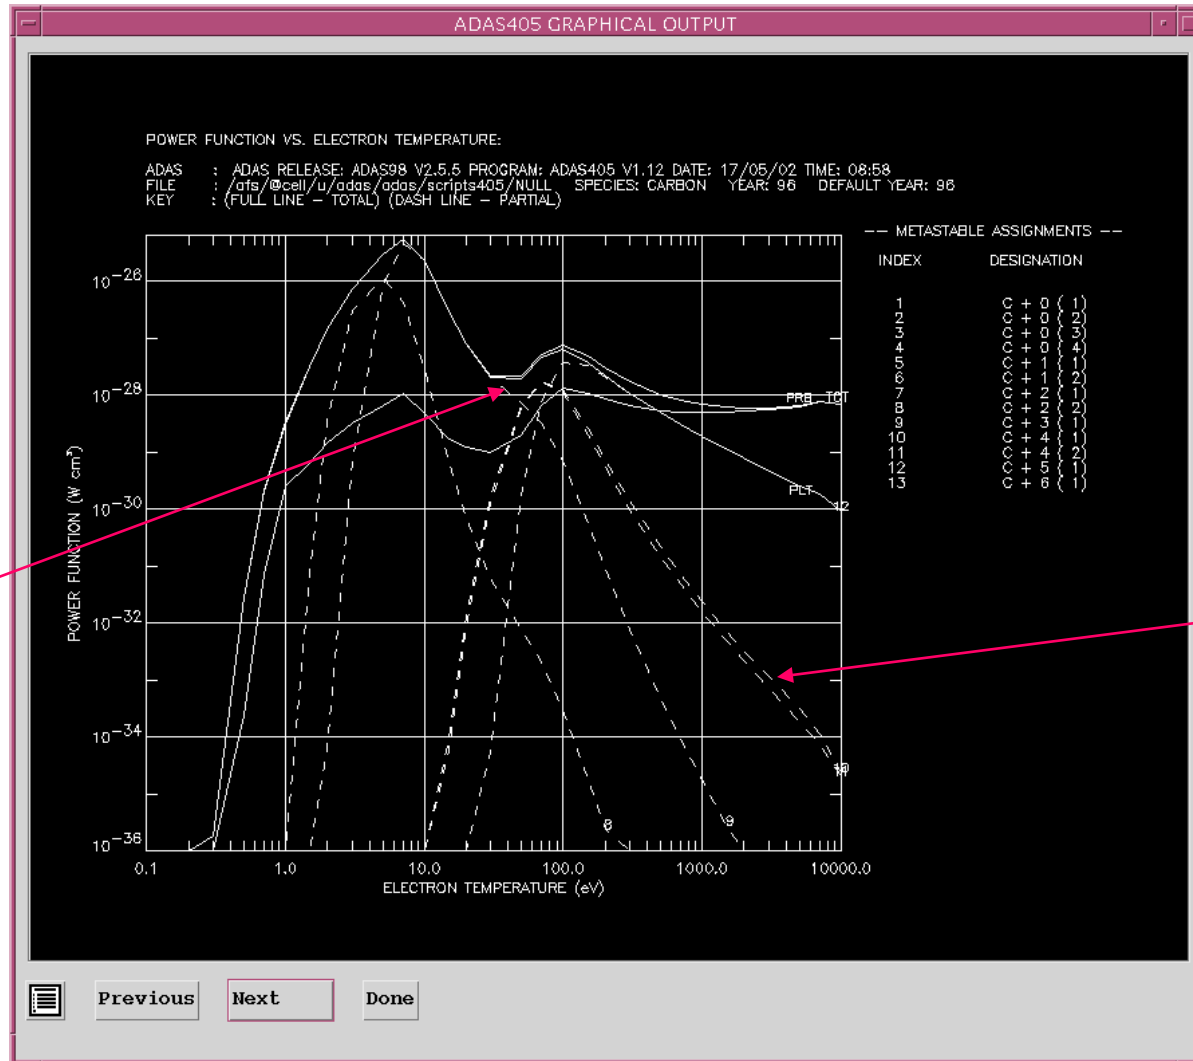 ADAS405 GRAPHICAL OUTPUT
POWER FUNCTION VS. ELECTRON TEMPERATURE:
ADAS : ADAS RELEASE: ADAS98 V2.5.5 PROGRAM: ADAS405 V1.12 DATE: 17/05/02 TIME: 08:58
FILE : /afs/@cell/u/adas/adas/scripts405/NULL SPECIES: CARBON YEAR: 96 DEFAULT YEAR: 96
KEY : (FULL LINE - TOTAL) (DASH LINE - PARTIAL)
-- METASTABLE ASSIGNMENTS --
INDEX DESIGNATION
1 C + 0 ( 1)
2 C + 0 ( 2)
3 C + 0 ( 3)
4 C + 0 ( 4)
5 C + 1 ( 1)
6 C + 1 ( 2)
7 C + 2 ( 1)
8 C + 2 ( 2)
9 C + 3 ( 1)
10 C + 4 ( 1)
11 C + 4 ( 2)
12 C + 5 ( 1)
13 C + 6 ( 1)
POWER FUNCTION (W cm³)
10⁻²⁶
10⁻²⁸
10⁻³⁰
10⁻³²
10⁻³⁴
10⁻³⁶
PRB TOT
PLT
12
8
9
0.1 1.0 10.0 100.0 1000.0 10000.0
ELECTRON TEMPERATURE (eV)
Previous Next Done